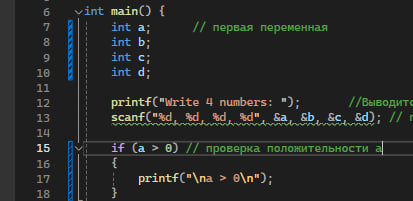 6 int main() {
7 int a; // первая переменная
8 int b;
9 int c;
10 int d;
11
12 printf("Write 4 numbers: "); //Выводитс
13 scanf("%d, %d, %d, %d", &a, &b, &c, &d); // п
14
15 if (a > 0) // проверка положительности a
16 {
17 printf("\na > 0\n");
18 }